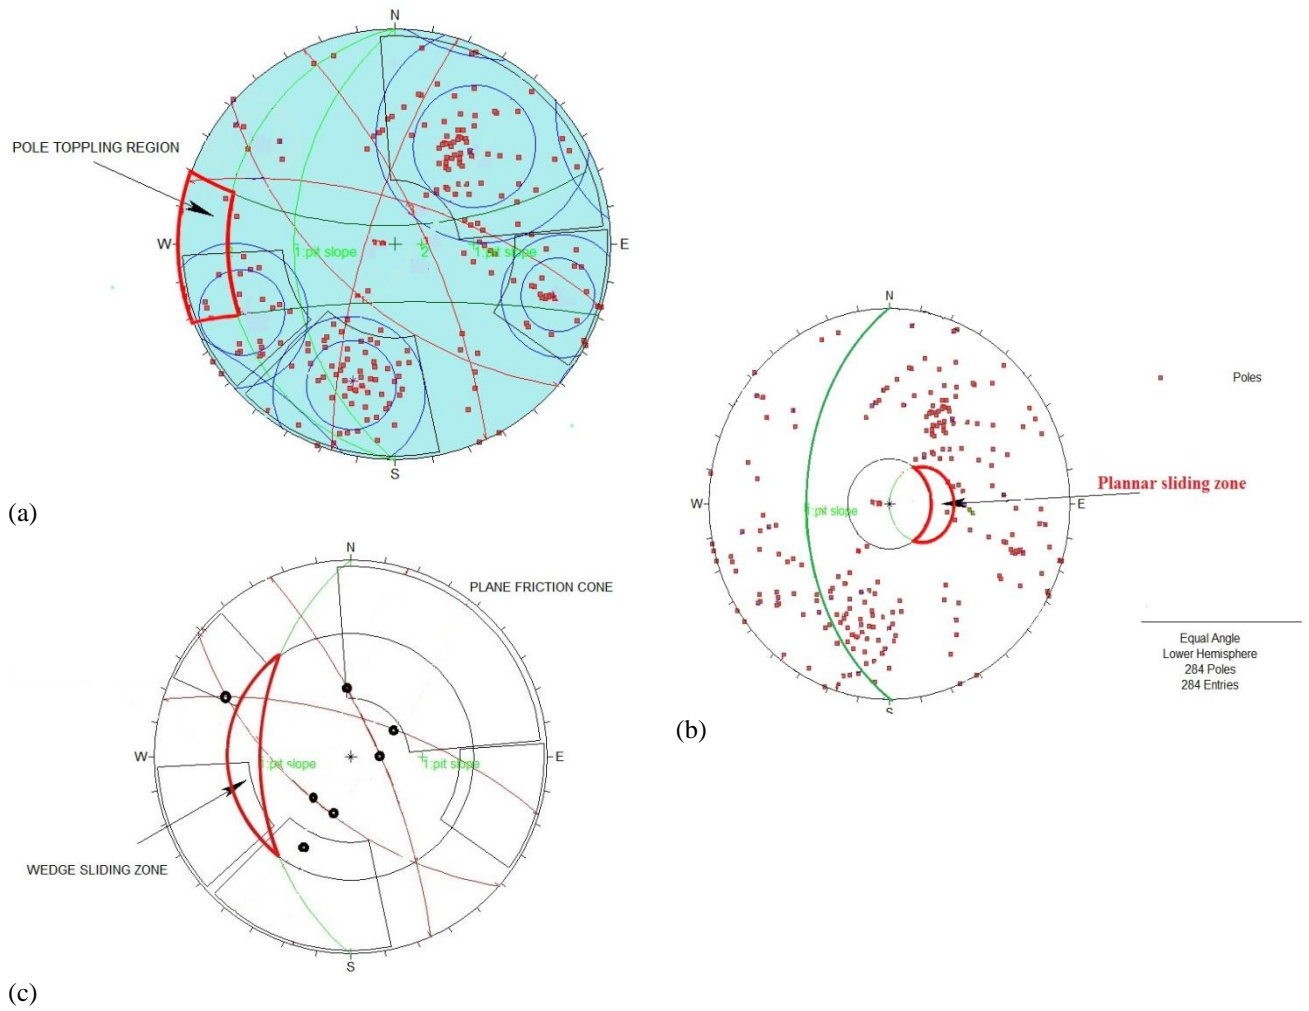 N
POLE TOPPLING REGION
W
1:pit slope
2
1:pit slope
E
S
(a)
N
Poles
Plannar sliding zone
W
1:pit slope
E
Equal Angle
Lower Hemisphere
284 Poles
284 Entries
S
(b)
N
PLANE FRICTION CONE
W
1:pit slope
1:pit slope
E
WEDGE SLIDING ZONE
S
(c)